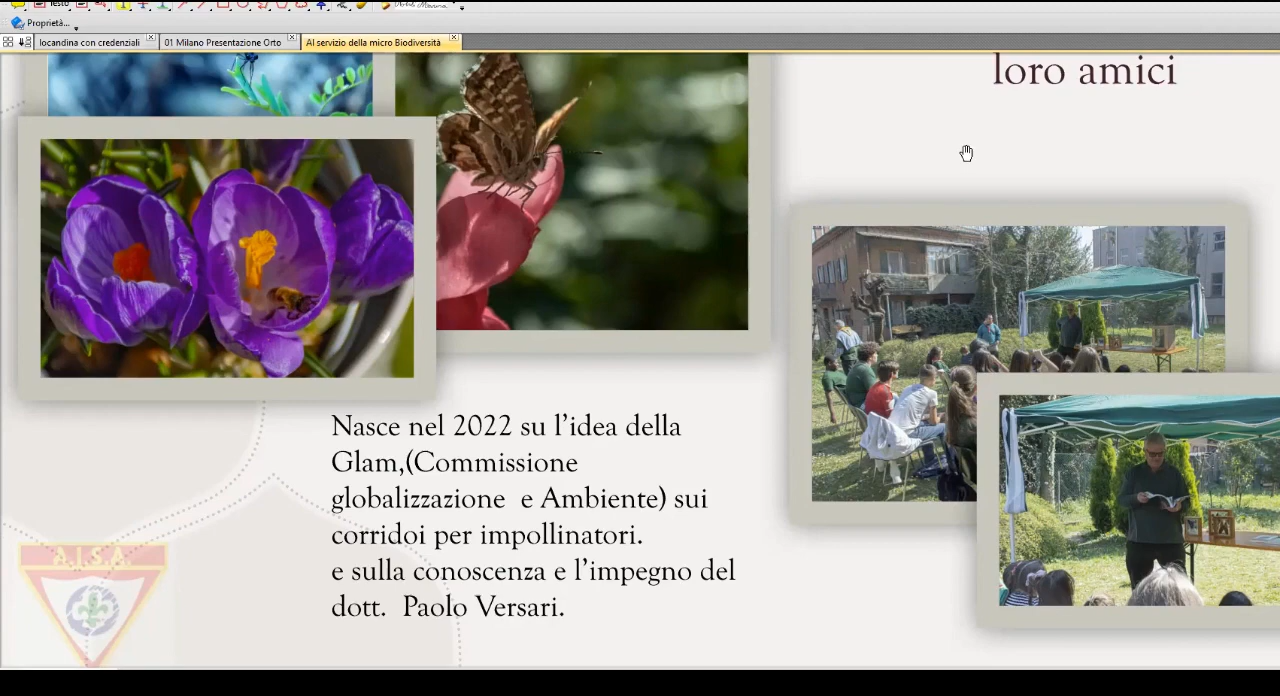 Testo
Proprietà...
locandina con credenziali
01 Milano Presentazione Orto
Al servizio della micro Biodiversità
loro amici
Nasce nel 2022 su l'idea della
Glam,(Commissione
globalizzazione e Ambiente) sui
corridoi per impollinatori.
e sulla conoscenza e l'impegno del
dott. Paolo Versari.
A.I.S.A.